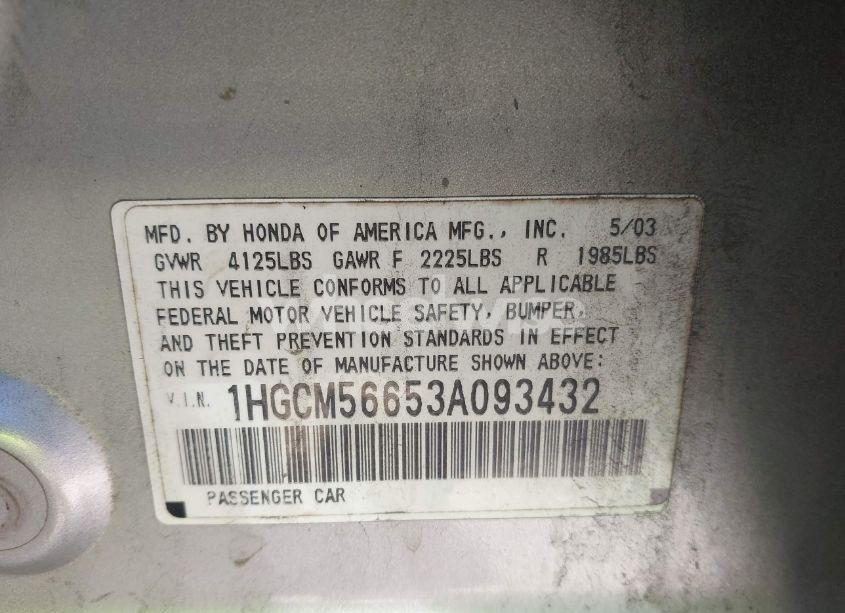 MFD. BY HONDA OF AMERICA MFG., INC. 5/03
GVWR 4125LBS GAWR F 2225LBS R 1985LBS
THIS VEHICLE CONFORMS TO ALL APPLICABLE
FEDERAL MOTOR VEHICLE SAFETY, BUMPER,
AND THEFT PREVENTION STANDARDS IN EFFECT
ON THE DATE OF MANUFACTURE SHOWN ABOVE:
V.I.N. 1HGCM56653A093432
PASSENGER CAR